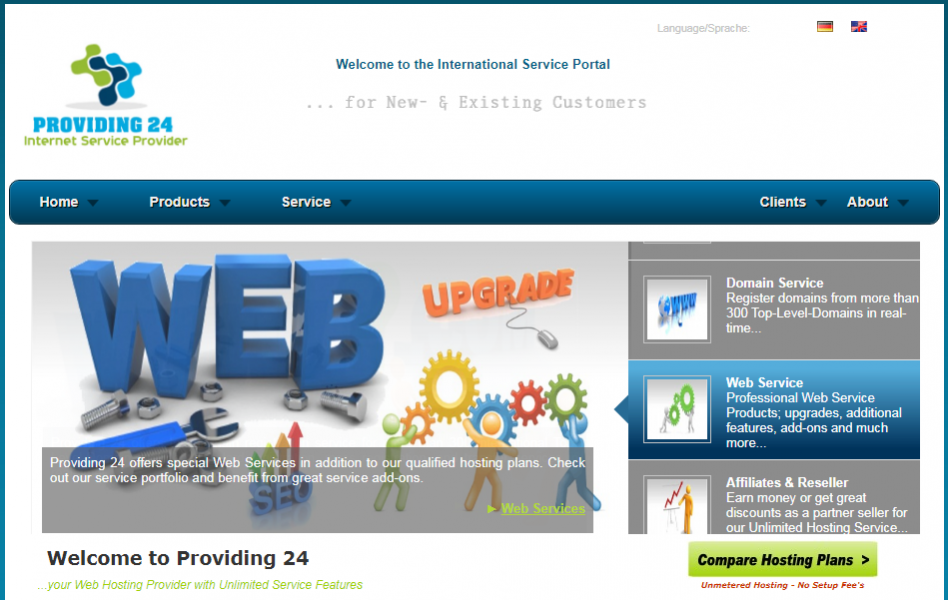 Language/Sprache:
PROVIDING 24
Internet Service Provider
Welcome to the International Service Portal
... for New- & Existing Customers
Home
Products
Service
Clients
About
WEB
UPGRADE
SEO
Providing 24 offers special Web Services in addition to our qualified hosting plans. Check
out our service portfolio and benefit from great service add-ons.
Web Services
Domain Service
Register domains from more than
300 Top-Level-Domains in real-
time...
www
Web Service
Professional Web Service
Products; upgrades, additional
features, add-ons and much
more...
Affiliates & Reseller
Earn money or get great
discounts as a partner seller for
our Unlimited Hosting Service...
Welcome to Providing 24
...your Web Hosting Provider with Unlimited Service Features
Compare Hosting Plans >
Unmetered Hosting - No Setup Fee's